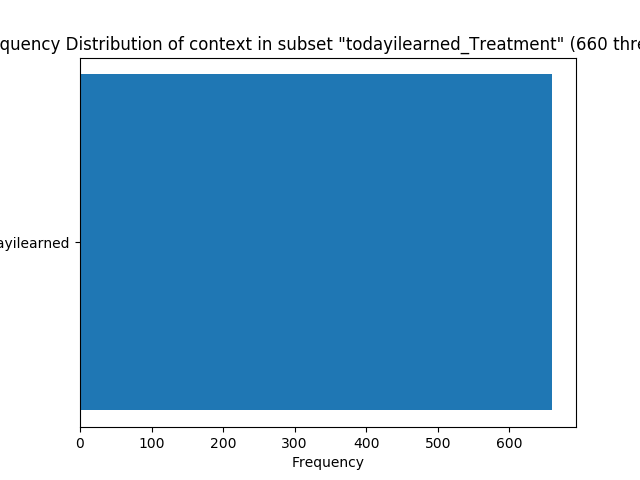 quency Distribution of context in subset "todayilearned_Treatment" (660 thre
ayilearned
0 100 200 300 400 500 600
Frequency